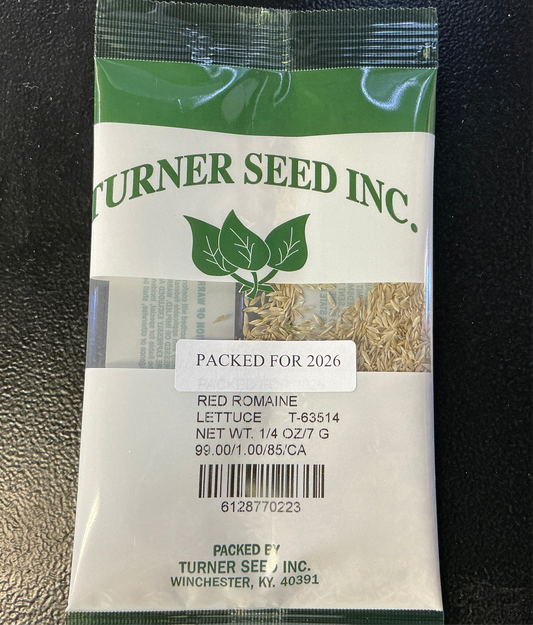 TURNER SEED INC.
PACKED FOR 2026
RED ROMAINE
LETTUCE T-63514
NET WT. 1/4 OZ/7 G
99.00/1.00/85/CA
6128770223
PACKED BY
TURNER SEED INC.
WINCHESTER, KY. 40391